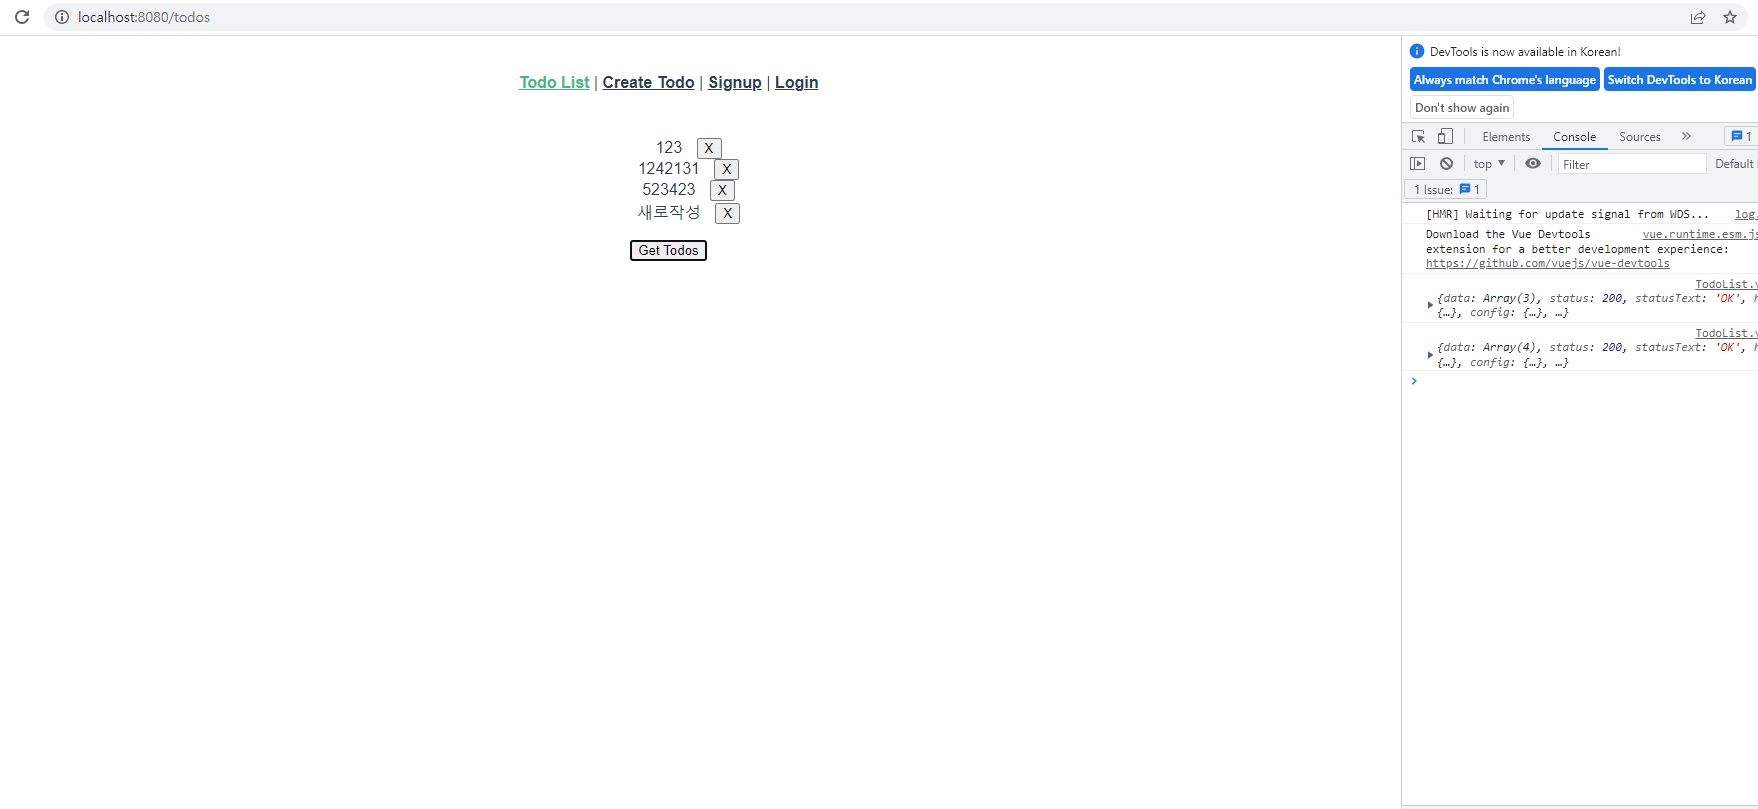 localhost:8080/todos
Todo List | Create Todo | Signup | Login
123 X
1242131 X
523423 X
새로작성 X
Get Todos
DevTools is now available in Korean!
Always match Chrome's language Switch DevTools to Korean
Don't show again
Elements Console Sources » 1
top ▼ Filter Default
1 Issue: 1
[HMR] Waiting for update signal from WDS... log.
Download the Vue Devtools vue.runtime.esm.js
extension for a better development experience:
https://github.com/vuejs/vue-devtools
TodoList.v
{data: Array(3), status: 200, statusText: 'OK', h
{…}, config: {…}, …}
TodoList.v
{data: Array(4), status: 200, statusText: 'OK', h
{…}, config: {…}, …}